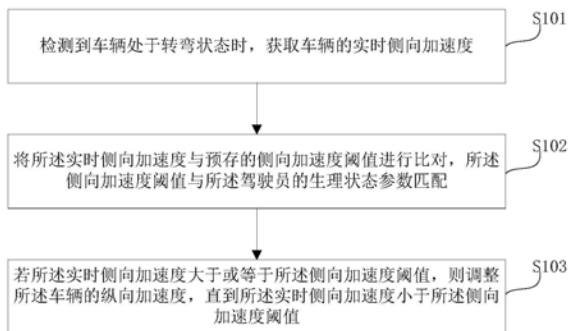 S101
检测到车辆处于转弯状态时，获取车辆的实时侧向加速度
S102
将所述实时侧向加速度与预存的侧向加速度阈值进行比对，所述
侧向加速度阈值与所述驾驶员的生理状态参数匹配
S103
若所述实时侧向加速度大于或等于所述侧向加速度阈值，则调整
所述车辆的纵向加速度，直到所述实时侧向加速度小于所述侧向
加速度阈值